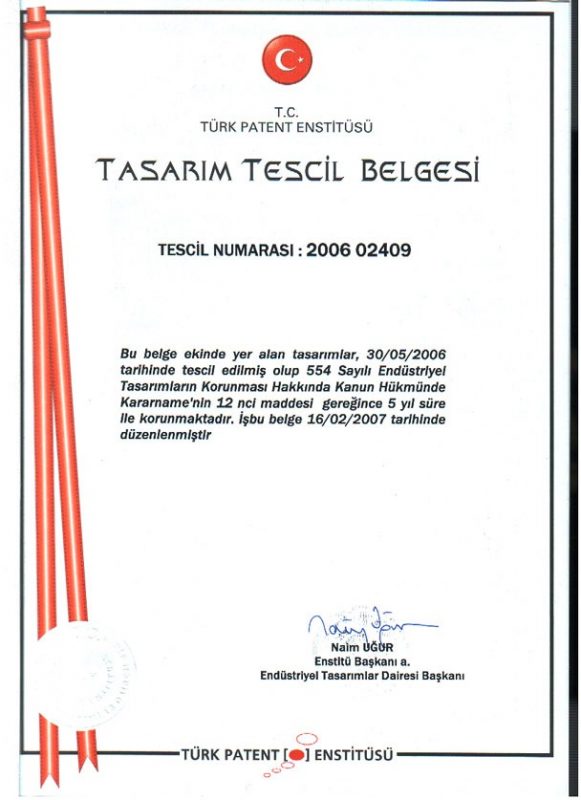 T.C.
TÜRK PATENT ENSTİTÜSÜ
TASARIM TESCİL BELGESİ
TESCİL NUMARASI : 2006 02409
Bu belge ekinde yer alan tasarımlar, 30/05/2006
tarihinde tescil edilmiş olup 554 Sayılı Endüstriyel
Tasarımların Korunması Hakkında Kanun Hükmünde
Kararname'nin 12 nci maddesi gereğince 5 yıl süre
ile korunmaktadır. İşbu belge 16/02/2007 tarihinde
düzenlenmiştir
Naim UĞUR
Enstitü Başkanı a.
Endüstriyel Tasarımlar Dairesi Başkanı
TÜRK PATENT [ ] ENSTİTÜSÜ